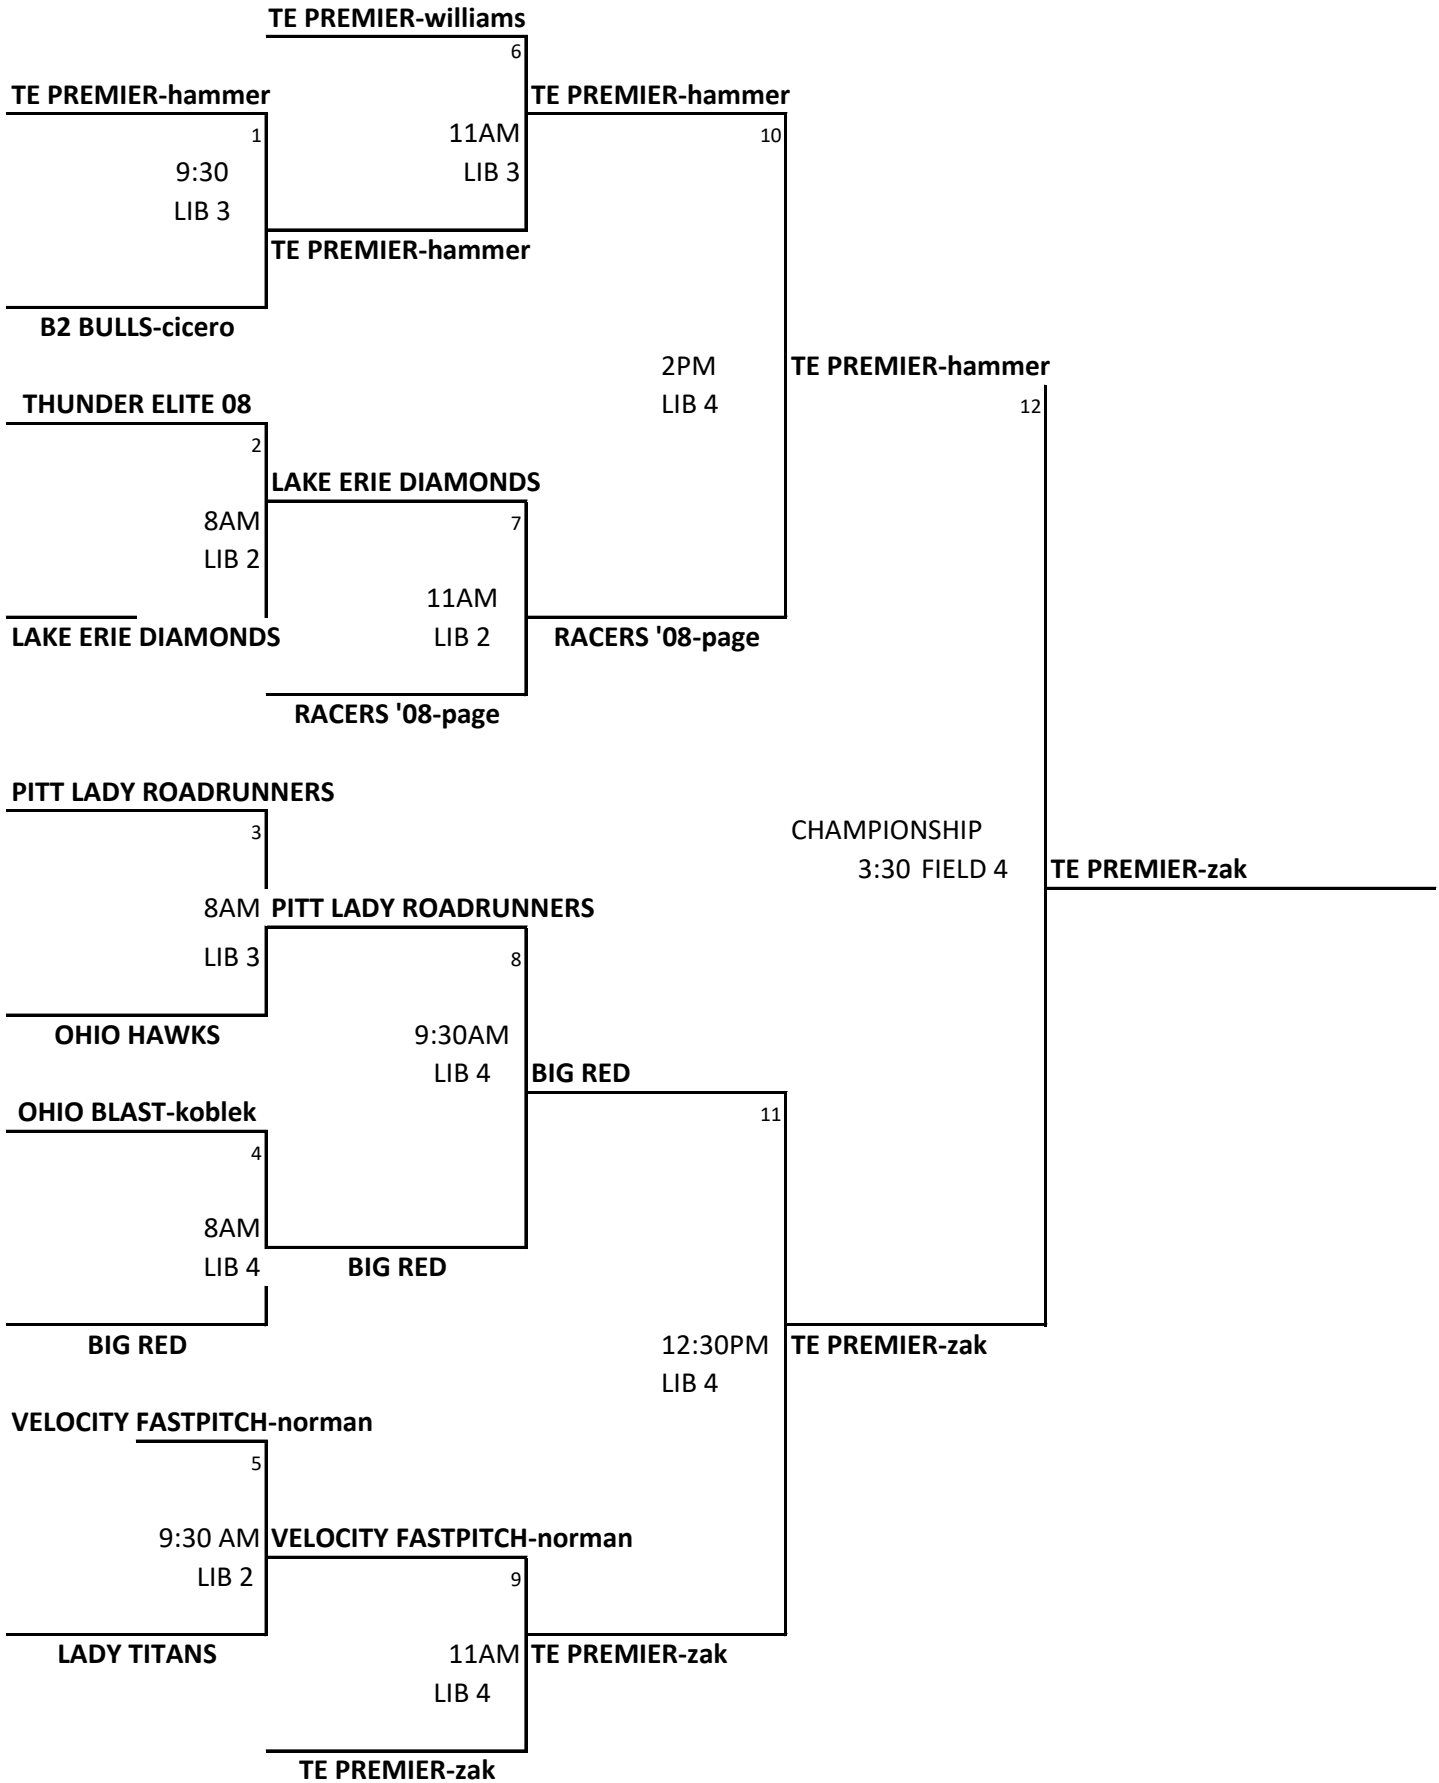 TE PREMIER-williams
6
TE PREMIER-hammer
TE PREMIER-hammer
1
11AM
10
9:30
LIB 3
LIB 3
TE PREMIER-hammer
B2 BULLS-cicero
2PM
TE PREMIER-hammer
THUNDER ELITE 08
LIB 4
12
2
LAKE ERIE DIAMONDS
8AM
7
LIB 2
11AM
LAKE ERIE DIAMONDS
LIB 2
RACERS '08-page
RACERS '08-page
PITT LADY ROADRUNNERS
3
CHAMPIONSHIP
3:30 FIELD 4
TE PREMIER-zak
8AM
PITT LADY ROADRUNNERS
LIB 3
8
OHIO HAWKS
9:30AM
LIB 4
BIG RED
OHIO BLAST-koblek
11
4
8AM
LIB 4
BIG RED
BIG RED
12:30PM
TE PREMIER-zak
LIB 4
VELOCITY FASTPITCH-norman
5
9:30 AM
VELOCITY FASTPITCH-norman
LIB 2
9
LADY TITANS
11AM
TE PREMIER-zak
LIB 4
TE PREMIER-zak